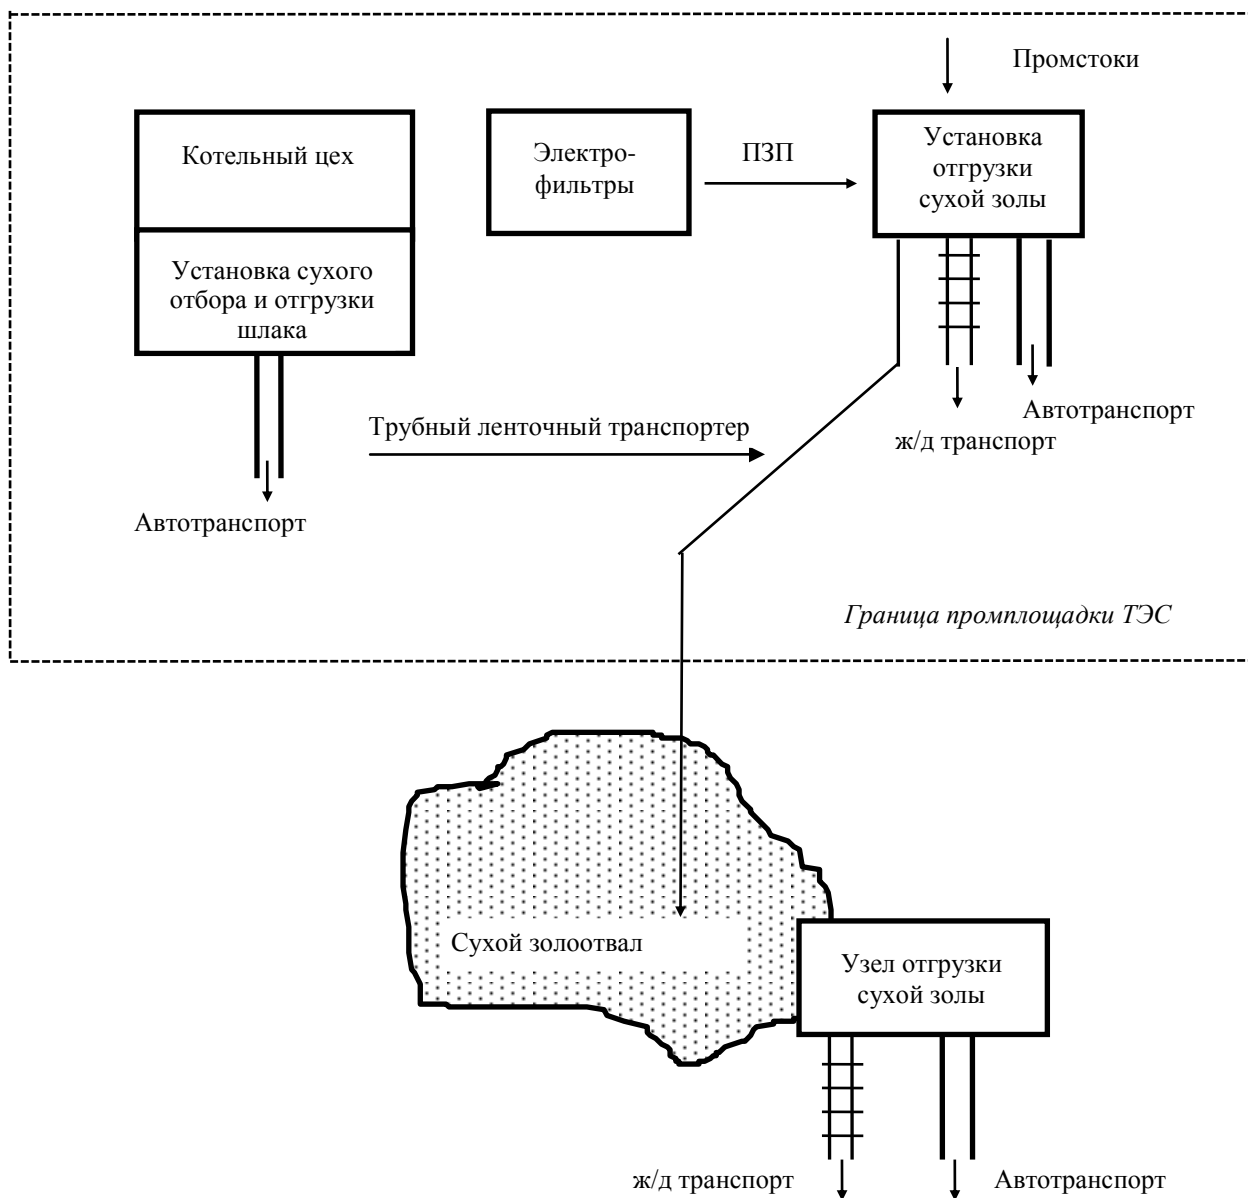 Промстоки
Котельный цех
Электро-
фильтры
ПЗП
Установка
отгрузки
сухой золы
Установка сухого
отбора и отгрузки
шлака
Трубный ленточный транспортер
Автотранспорт
ж/д транспорт
Автотранспорт
Граница промплощадки ТЭС
Сухой золоотвал
Узел отгрузки
сухой золы
ж/д транспорт
Автотранспорт